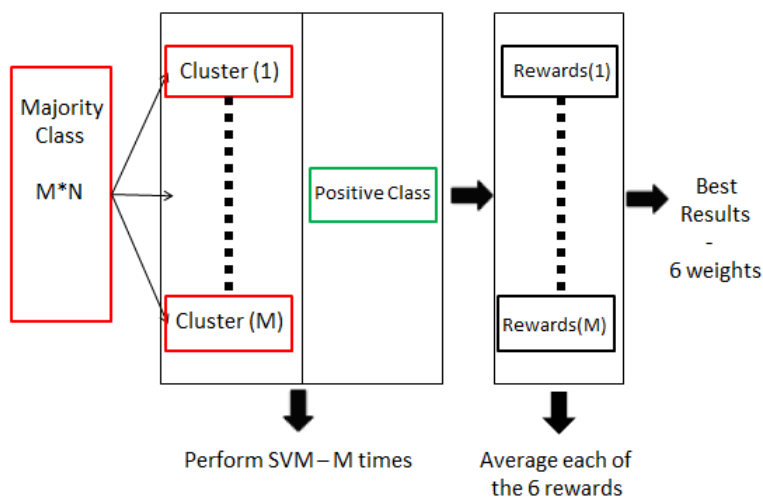 Majority
Class
M*N
Cluster (1)
Cluster (M)
Positive Class
Rewards(1)
Rewards(M)
Best
Results
-
6 weights
Perform SVM – M times
Average each of
the 6 rewards